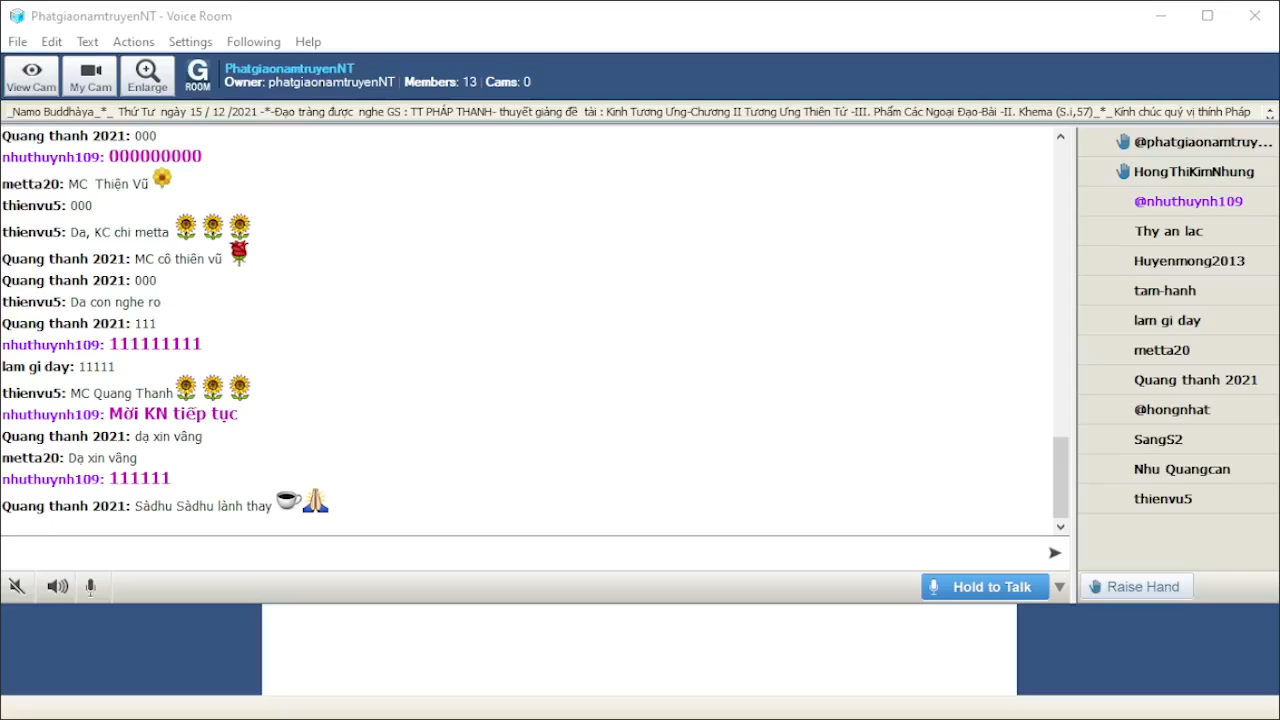 PhatgiaonamtruyenNT - Voice Room
File Edit Text Actions Settings Following Help
View Cam
My Cam
Enlarge
G ROOM
PhatgiaonamtruyenNT
Owner: phatgiaonamtruyenNT | Members: 13 | Cams: 0
_Namo Buddhàya_*_ Thứ Tư ngày 15 / 12 /2021 -*-Đạo tràng được nghe GS : TT PHÁP THANH- thuyết giảng đề tài : Kinh Tương Ưng-Chương II Tương Ưng Thiên Tử -III. Phẩm Các Ngoại Đạo-Bài -II. Khema (S.i,57)_*_Kính chúc quý vị thính Pháp
Quang thanh 2021: 000
nhuthuynh109: 000000000
metta20: MC Thiện Vũ
thienvu5: 000
thienvu5: Da, KC chi metta
Quang thanh 2021: MC cô thiên vũ
Quang thanh 2021: 000
thienvu5: Da con nghe ro
Quang thanh 2021: 111
nhuthuynh109: 111111111
lam gi day: 11111
thienvu5: MC Quang Thanh
nhuthuynh109: Mời KN tiếp tục
Quang thanh 2021: dạ xin vâng
metta20: Dạ xin vâng
nhuthuynh109: 111111
Quang thanh 2021: Sàdhu Sàdhu lành thay
@phatgiaonamtruy...
HongThiKimNhung
@nhuthuynh109
Thy an lac
Huyenmong2013
tam-hanh
lam gi day
metta20
Quang thanh 2021
@hongnhat
SangS2
Nhu Quangcan
thienvu5
Hold to Talk
Raise Hand